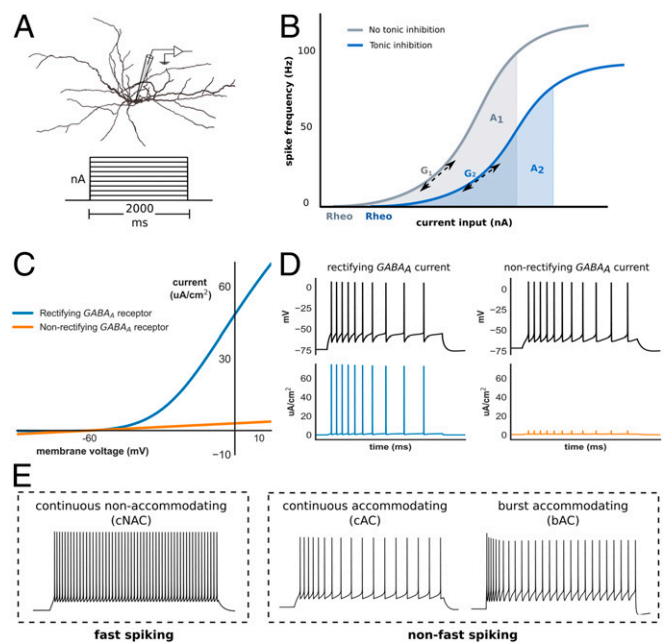 A
nA
2000
ms
B
No tonic inhibition
Tonic inhibition
spike frequency (Hz)
100
50
0
A1
A2
G1
G2
Rheo
Rheo
current input (nA)
C
current
(uA/cm²)
60
30
-60
10
-10
Rectifying GABAA receptor
Non-rectifying GABAA receptor
membrane voltage (mV)
D
rectifying GABAA current
non-rectifying GABAA current
mV
0
-25
-50
-75
mV
0
-25
-50
-75
uA/cm²
60
40
20
0
uA/cm²
60
40
20
0
time (ms)
time (ms)
E
continuous non-accommodating
(cNAC)
continuous accommodating
(cAC)
burst accommodating
(bAC)
fast spiking
non-fast spiking